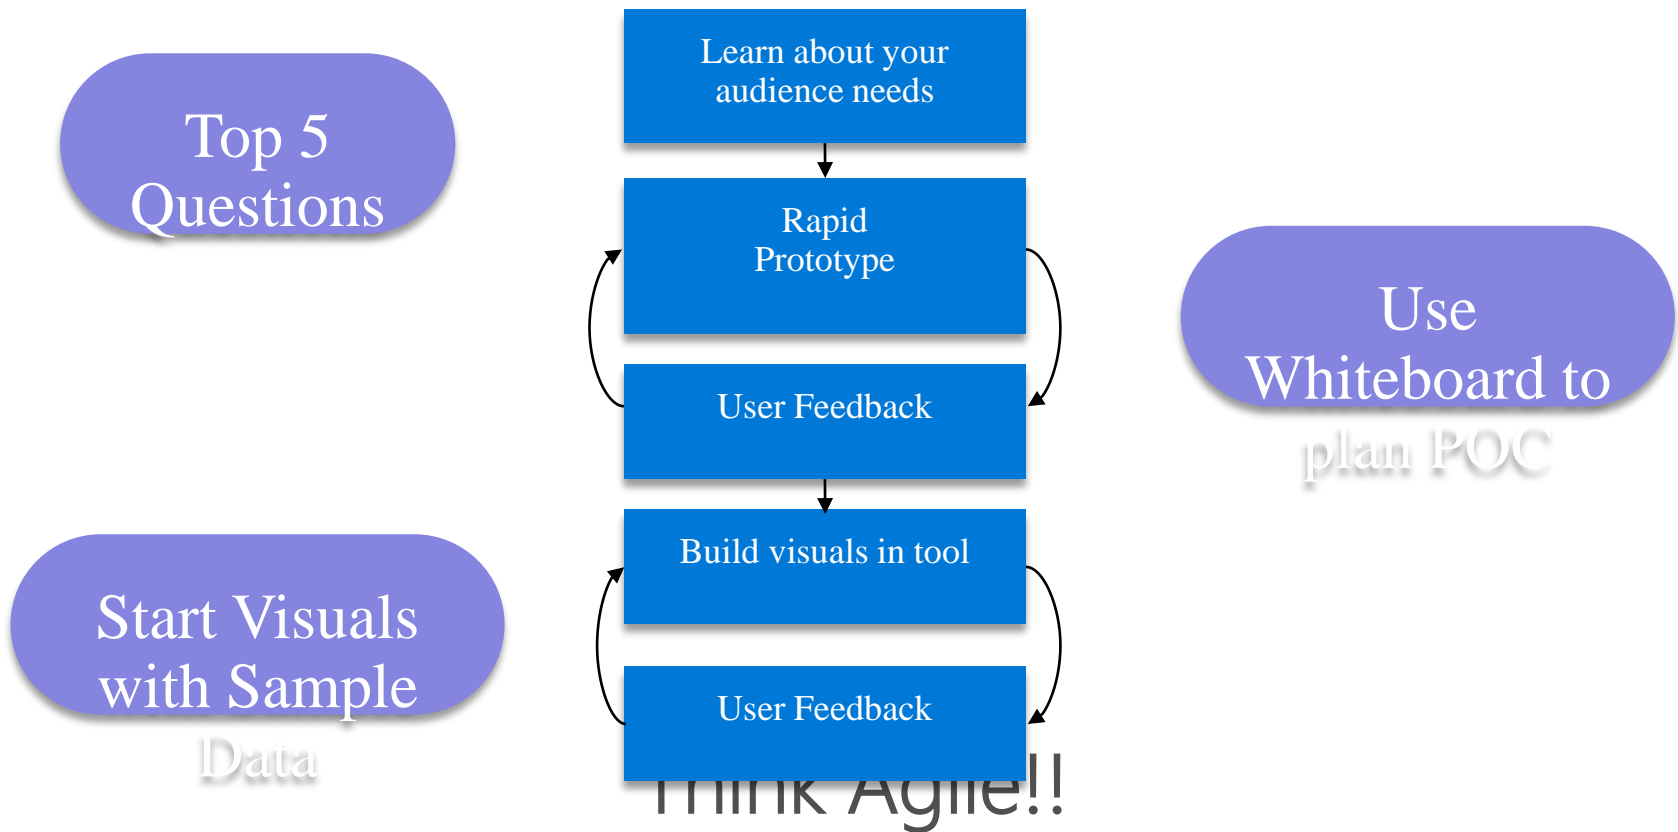 Learn about your
audience needs
Top 5
Questions
Rapid
Prototype
Use
Whiteboard to
plan POC
User Feedback
Build visuals in tool
Start Visuals
with Sample
Data
User Feedback
Think Agile!!